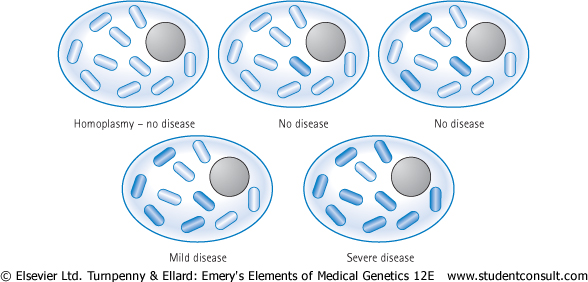 Homoplasmy – no disease
No disease
No disease
Mild disease
Severe disease
© Elsevier Ltd. Turnpenny & Ellard: Emery's Elements of Medical Genetics 12E www.studentconsult.com